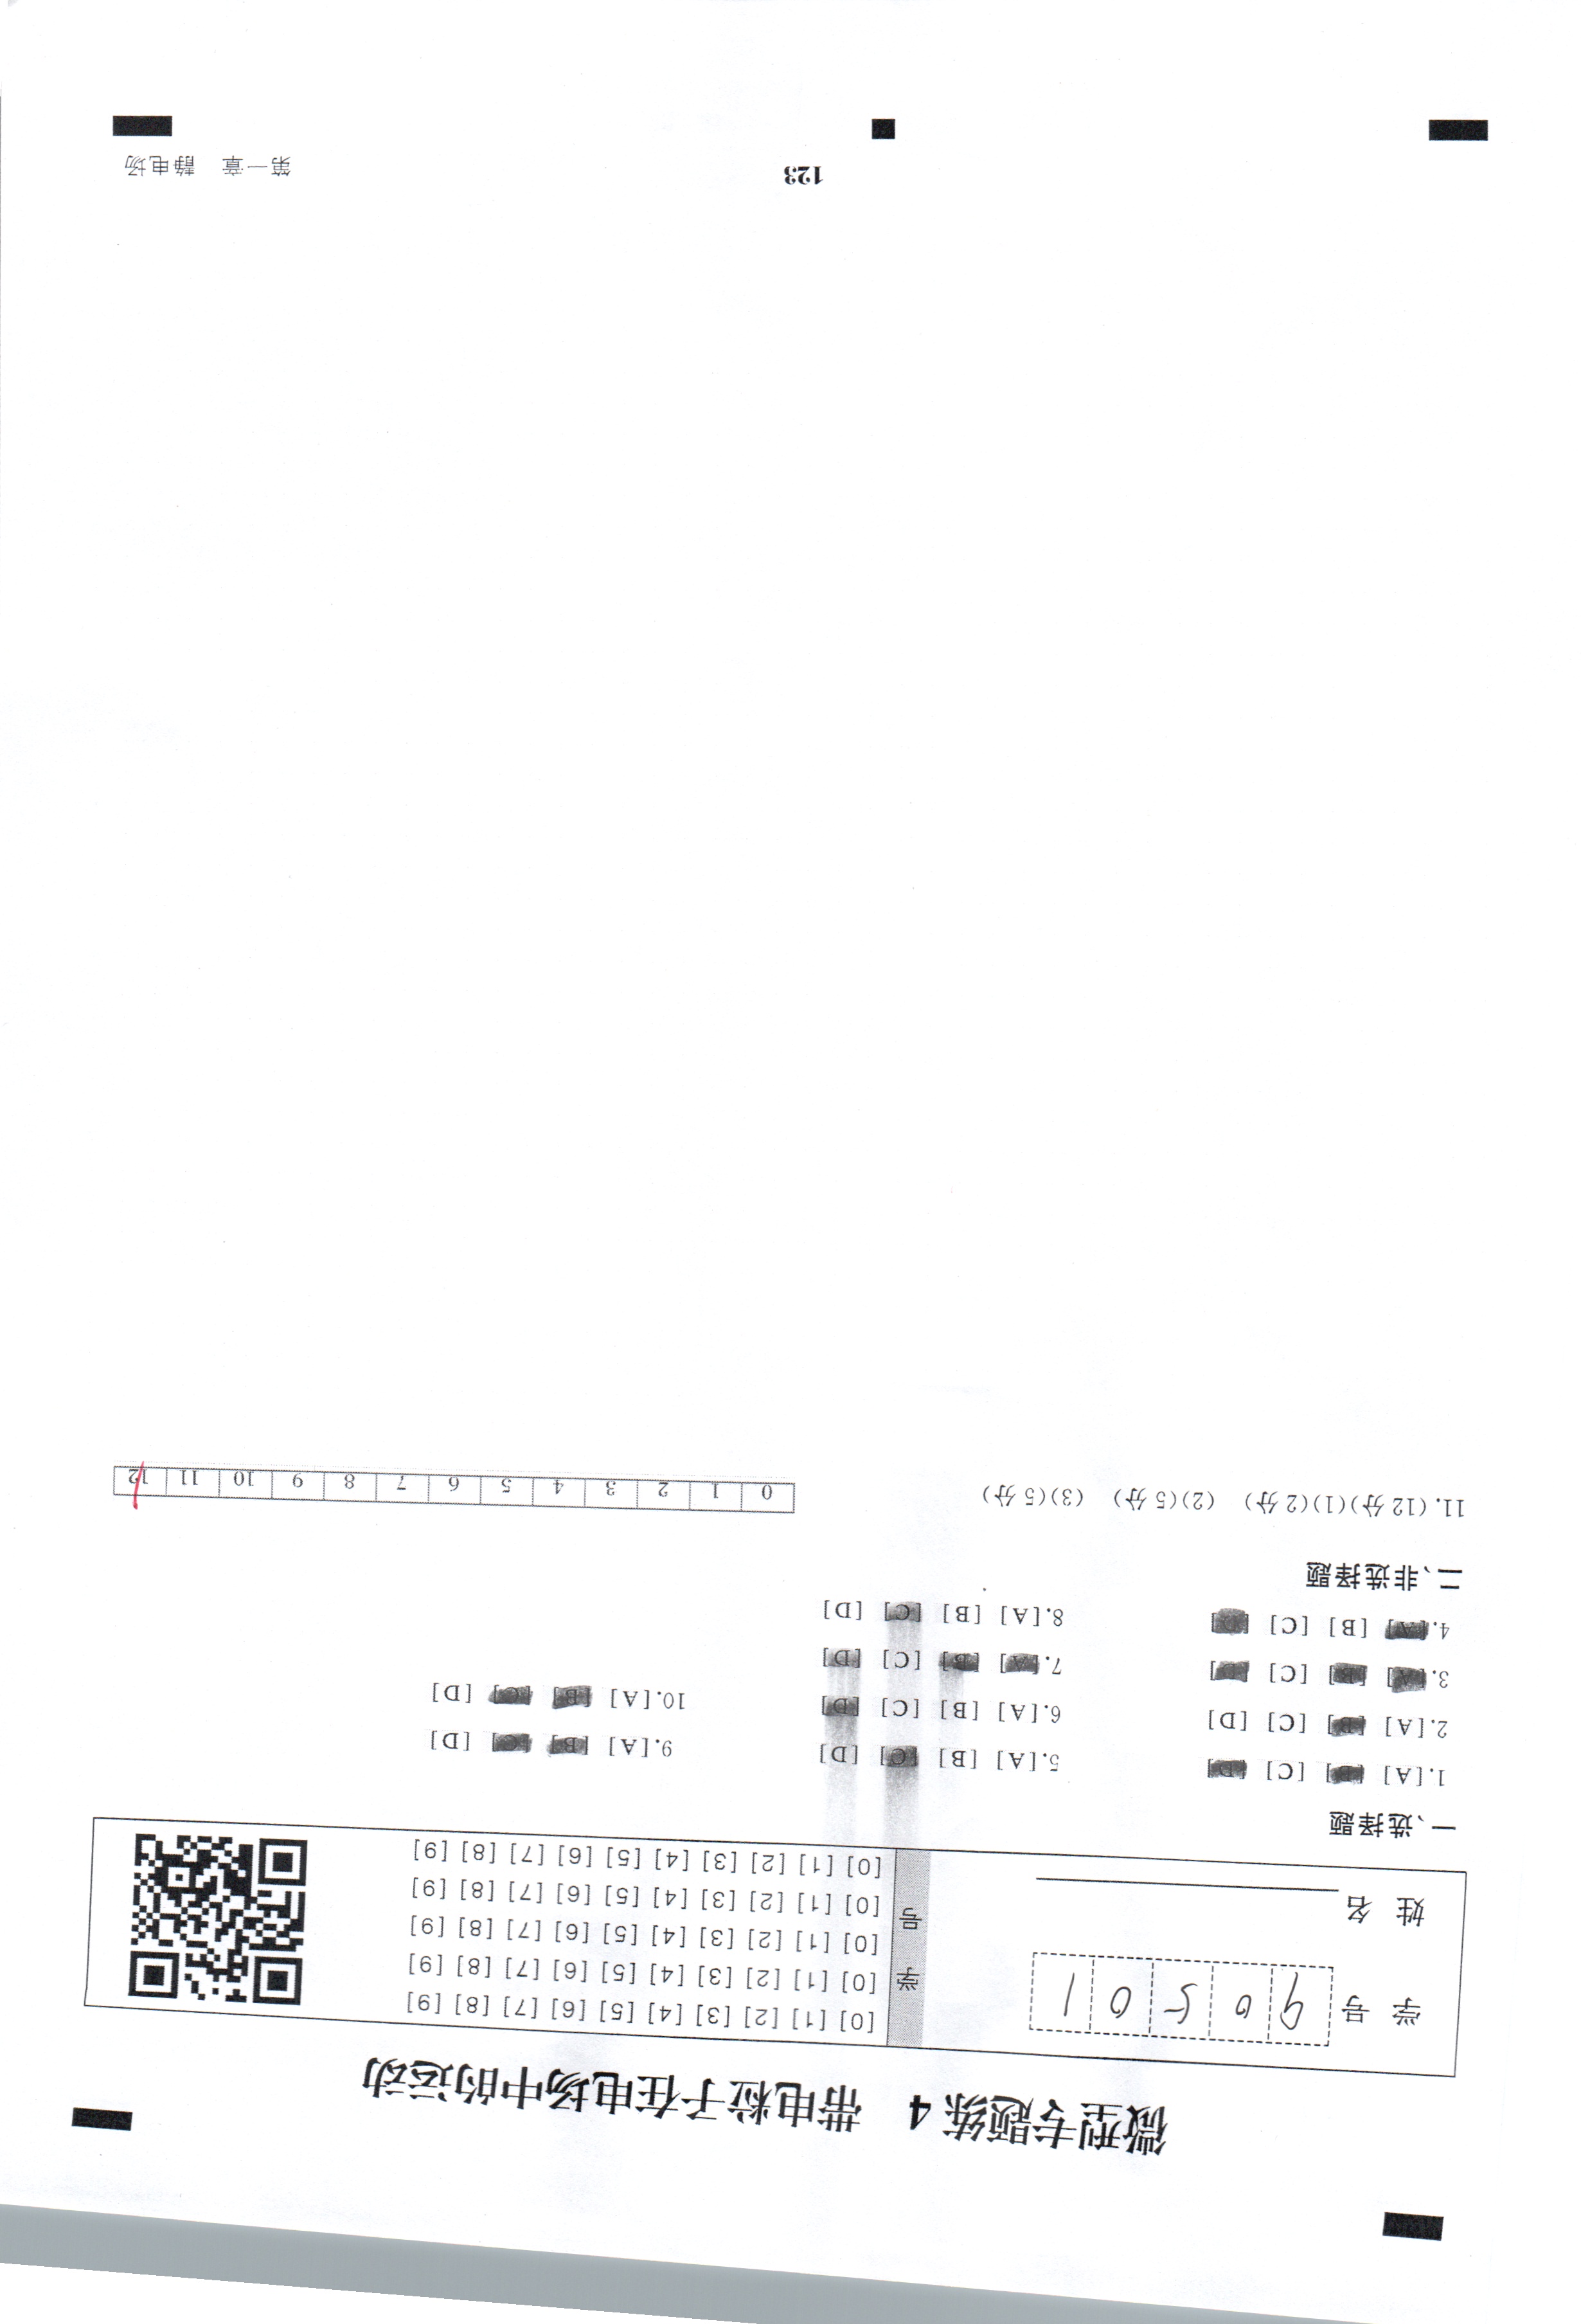 微型专题练4 带电粒子在电场中的运动
学 号 9 0 5 0 1
姓 名
学 号
[0] [1] [2] [3] [4] [5] [6] [7] [8] [9]
[0] [1] [2] [3] [4] [5] [6] [7] [8] [9]
[0] [1] [2] [3] [4] [5] [6] [7] [8] [9]
[0] [1] [2] [3] [4] [5] [6] [7] [8] [9]
[0] [1] [2] [3] [4] [5] [6] [7] [8] [9]
一、选择题
1.[A] [B] [C] [D]
2.[A] [B] [C] [D]
3.[A] [B] [C] [D]
4.[A] [B] [C] [D]
5.[A] [B] [C] [D]
6.[A] [B] [C] [D]
7.[A] [B] [C] [D]
8.[A] [B] [C] [D]
9.[A] [B] [C] [D]
10.[A] [B] [C] [D]
二、非选择题
11.(12分)(1)(2分) (2)(5分) (3)(5分)
0 1 2 3 4 5 6 7 8 9 10 11 12
123
第一章 静电场